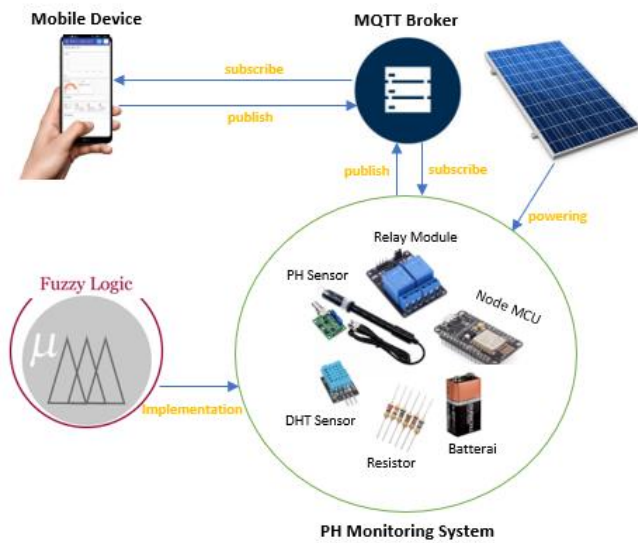 Mobile Device
MQTT Broker
subscribe
publish
publish
subscribe
powering
Relay Module
PH Sensor
Node MCU
Fuzzy Logic
μ
Implementation
DHT Sensor
Resistor
Batterai
PH Monitoring System